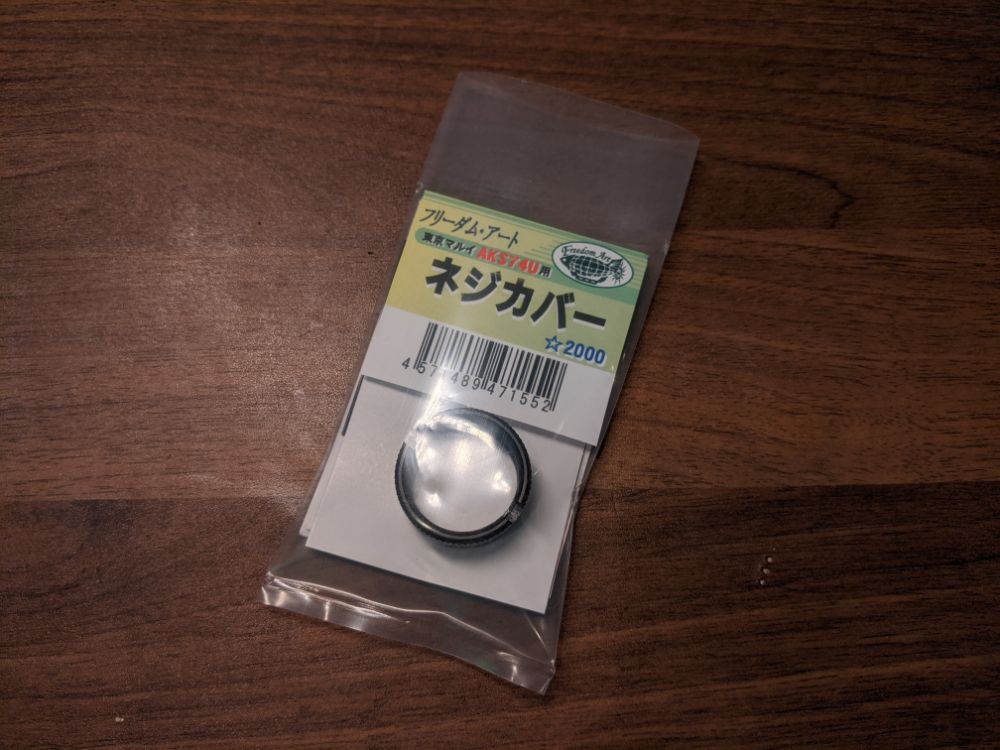 フリーダム・アート
Freedom Art
東京マルイ AKS74U用
ネジカバー
☆2000
4 571489 471552